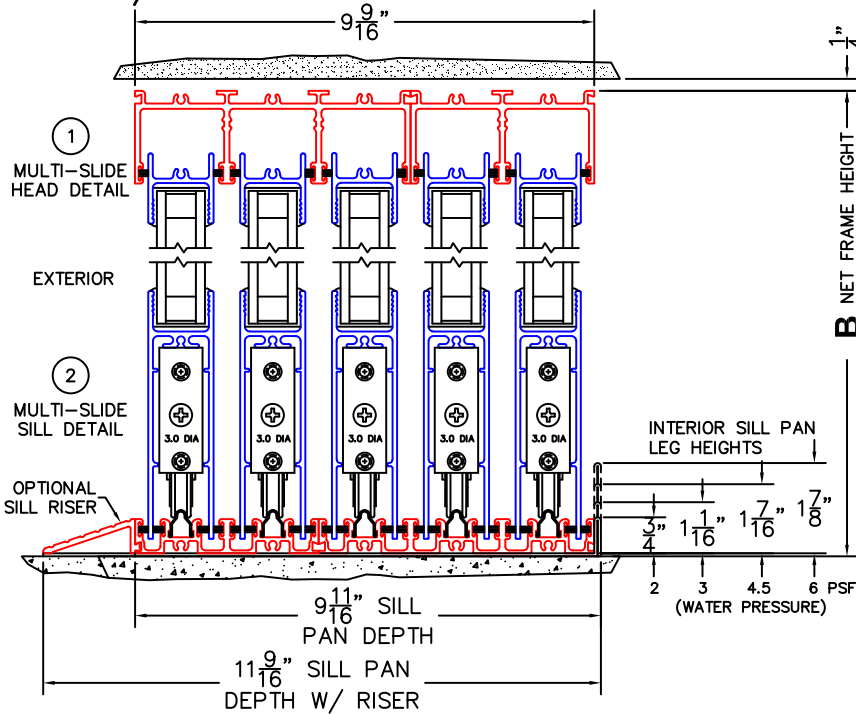 9 9/16"
1"
1
MULTI-SLIDE
HEAD DETAIL
EXTERIOR
B NET FRAME HEIGHT
2
MULTI-SLIDE
SILL DETAIL
3.0 DIA 3.0 DIA 3.0 DIA 3.0 DIA 3.0 DIA
INTERIOR SILL PAN
LEG HEIGHTS
OPTIONAL
SILL RISER
3/4" 1 1/16" 1 7/16" 1 7/8"
2 3 4.5 6 PSF
(WATER PRESSURE)
9 11/16" SILL
PAN DEPTH
11 9/16" SILL PAN
DEPTH W/ RISER